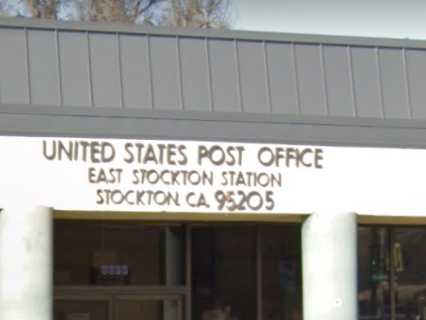 UNITED STATES POST OFFICE
EAST STOCKTON STATION
STOCKTON, CA. 95205